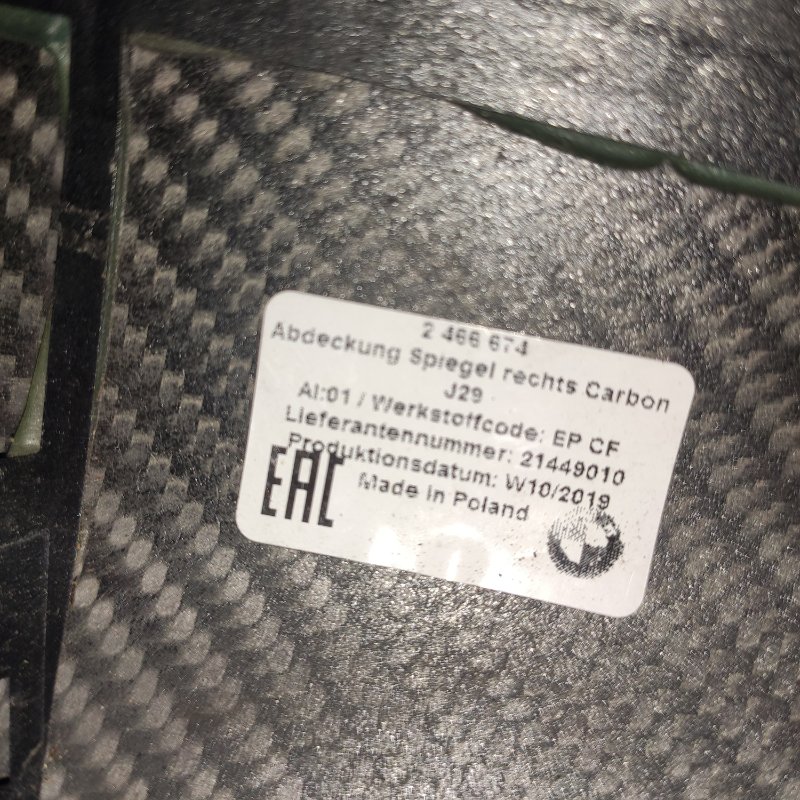 2 466 674
Abdeckung Spiegel rechts Carbon
J29
AI:01 / Werkstoffcode: EP CF
Lieferantennummer: 21449010
Produktionsdatum: W10/2019
Made in Poland
EAC